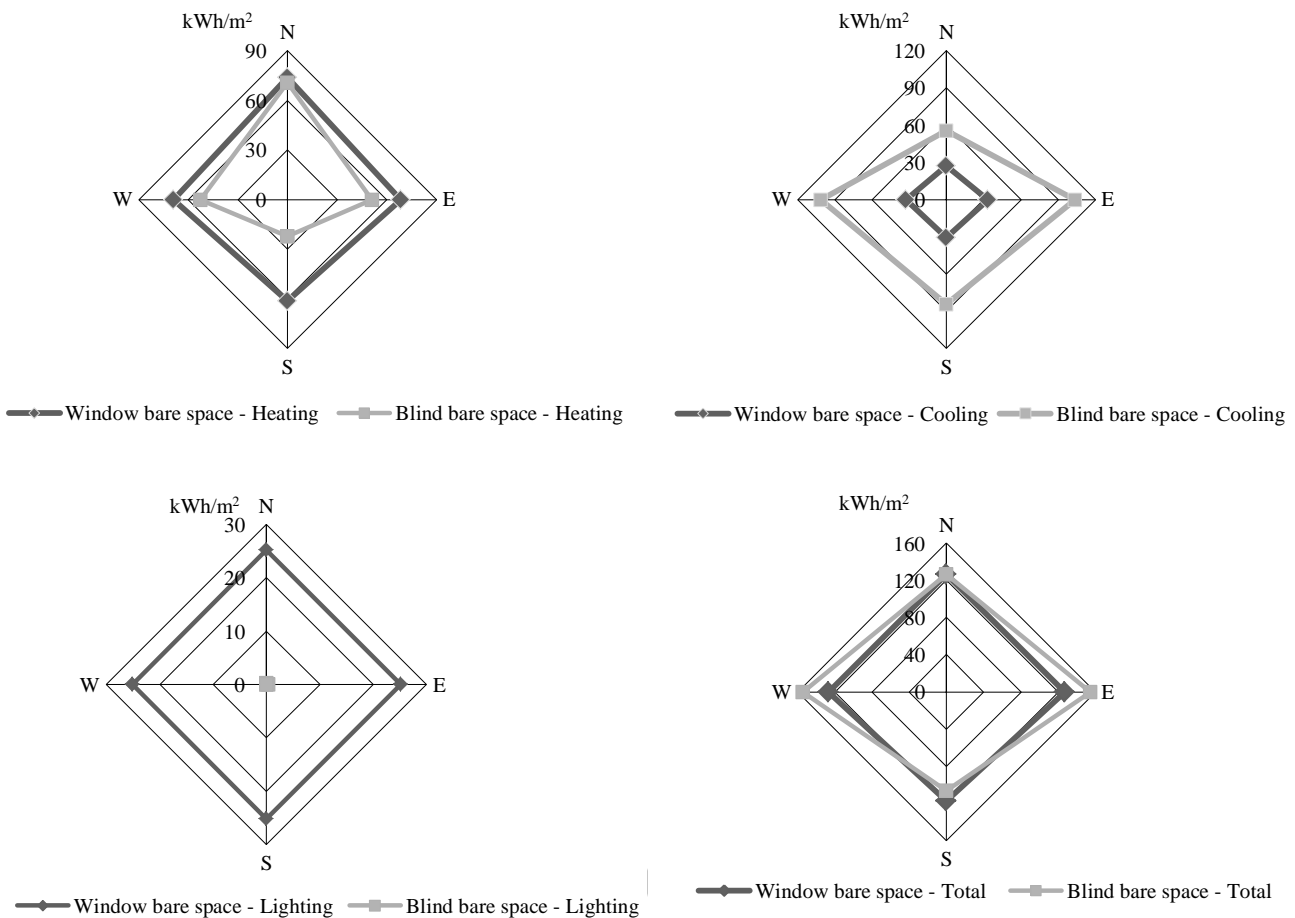 kWh/m²
N
90
60
30
0
W
E
S
Window bare space - Heating
Blind bare space - Heating
kWh/m²
N
120
90
60
30
0
W
E
S
Window bare space - Cooling
Blind bare space - Cooling
kWh/m²
N
30
20
10
0
W
E
S
Window bare space - Lighting
Blind bare space - Lighting
kWh/m²
N
160
120
80
40
0
W
E
S
Window bare space - Total
Blind bare space - Total